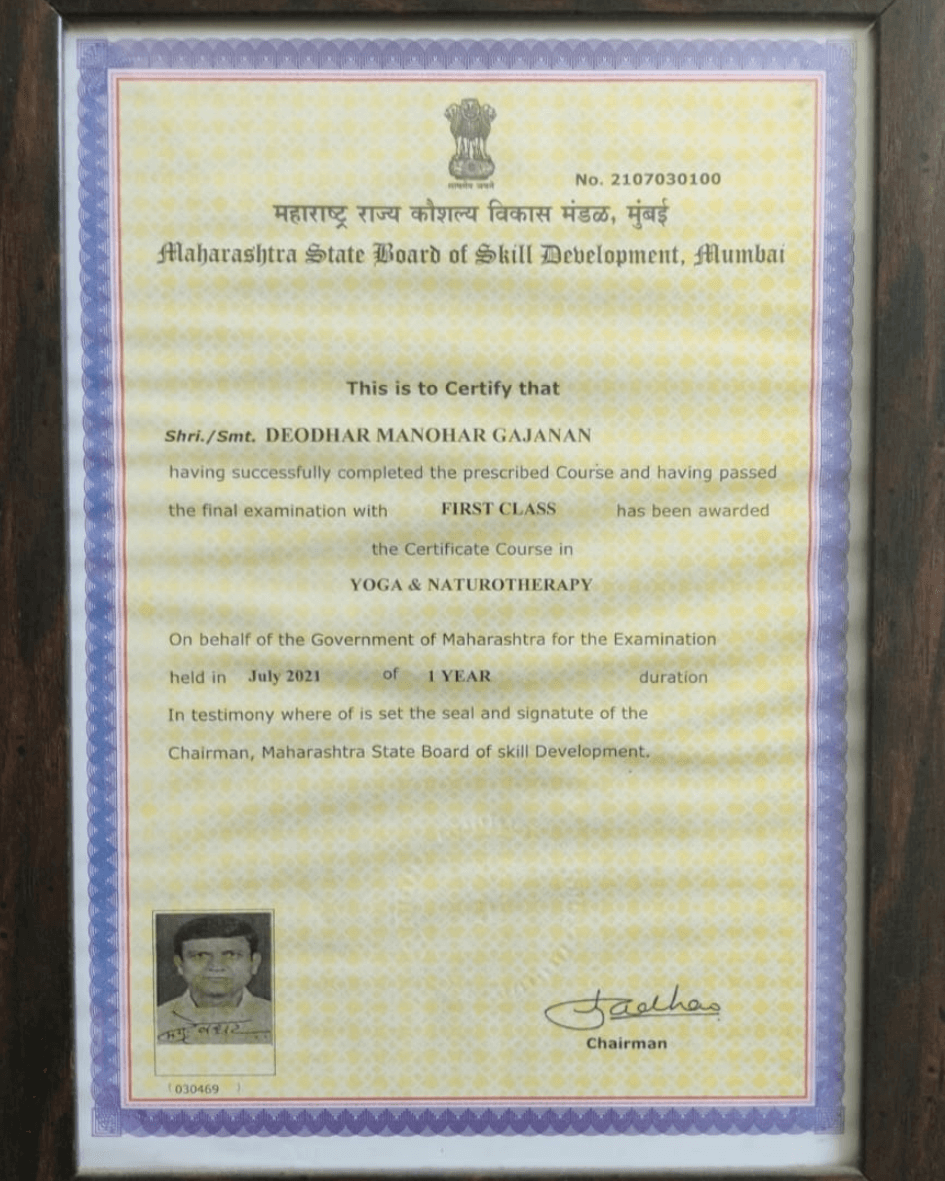 सत्यमेव जयते
No. 2107030100
महाराष्ट्र राज्य कौशल्य विकास मंडळ, मुंबई
Maharashtra State Board of Skill Development, Mumbai
This is to Certify that
Shri./Smt. DEODHAR MANOHAR GAJANAN
having successfully completed the prescribed Course and having passed
the final examination with FIRST CLASS has been awarded
the Certificate Course in
YOGA & NATUROTHERAPY
On behalf of the Government of Maharashtra for the Examination
held in July 2021 of 1 YEAR duration
In testimony where of is set the seal and signatute of the
Chairman, Maharashtra State Board of skill Development.
Chairman
(030469 )